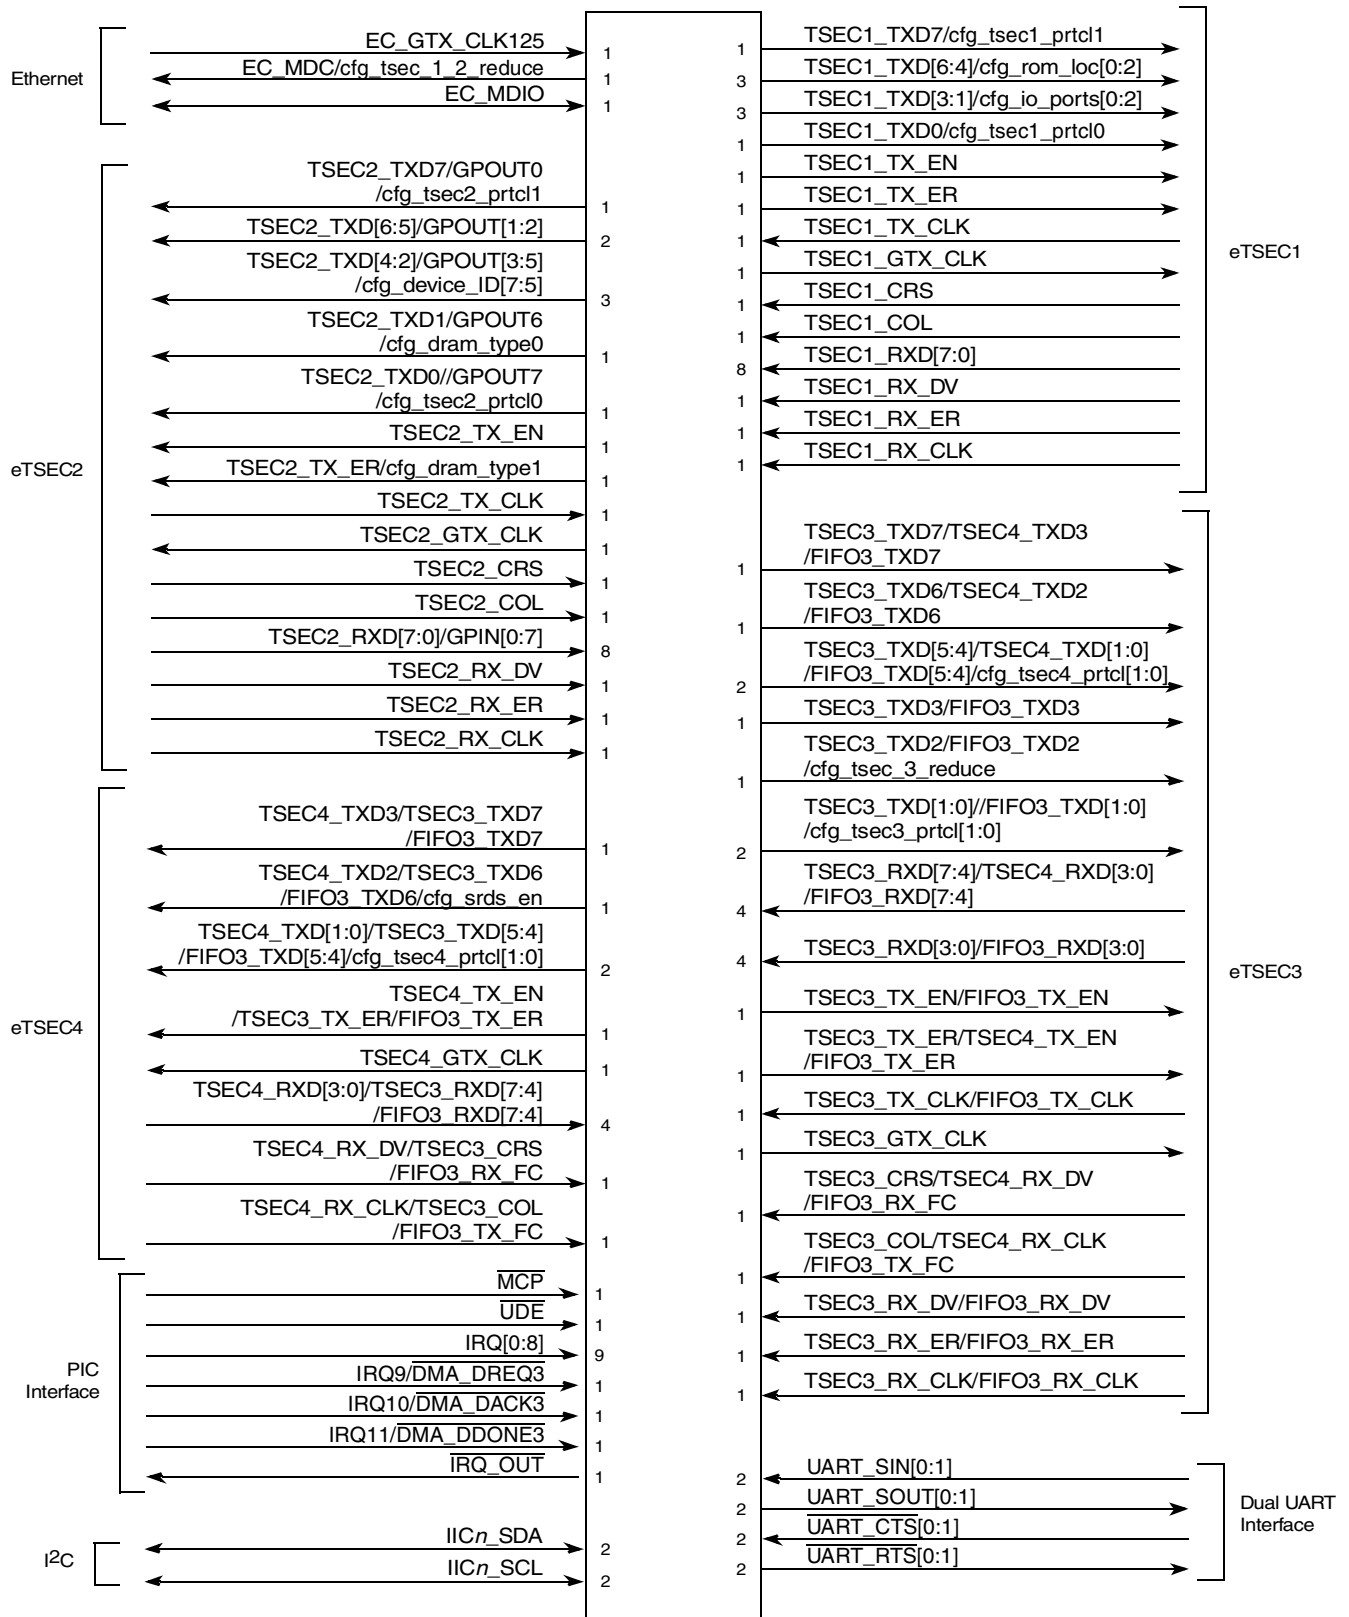 Ethernet
EC_GTX_CLK125
1
EC_MDC/cfg_tsec_1_2_reduce
1
EC_MDIO
1
eTSEC2
TSEC2_TXD7/GPOUT0
/cfg_tsec2_prtcl1
1
TSEC2_TXD[6:5]/GPOUT[1:2]
2
TSEC2_TXD[4:2]/GPOUT[3:5]
/cfg_device_ID[7:5]
3
TSEC2_TXD1/GPOUT6
/cfg_dram_type0
1
TSEC2_TXD0//GPOUT7
/cfg_tsec2_prtcl0
1
TSEC2_TX_EN
1
TSEC2_TX_ER/cfg_dram_type1
1
TSEC2_TX_CLK
1
TSEC2_GTX_CLK
1
TSEC2_CRS
1
TSEC2_COL
1
TSEC2_RXD[7:0]/GPIN[0:7]
8
TSEC2_RX_DV
1
TSEC2_RX_ER
1
TSEC2_RX_CLK
1
eTSEC4
TSEC4_TXD3/TSEC3_TXD7
/FIFO3_TXD7
1
TSEC4_TXD2/TSEC3_TXD6
/FIFO3_TXD6/cfg_srds_en
1
TSEC4_TXD[1:0]/TSEC3_TXD[5:4]
/FIFO3_TXD[5:4]/cfg_tsec4_prtcl[1:0]
2
TSEC4_TX_EN
/TSEC3_TX_ER/FIFO3_TX_ER
1
TSEC4_GTX_CLK
1
TSEC4_RXD[3:0]/TSEC3_RXD[7:4]
/FIFO3_RXD[7:4]
4
TSEC4_RX_DV/TSEC3_CRS
/FIFO3_RX_FC
1
TSEC4_RX_CLK/TSEC3_COL
/FIFO3_TX_FC
1
PIC
Interface
MCP
1
UDE
1
IRQ[0:8]
9
IRQ9/DMA_DREQ3
1
IRQ10/DMA_DACK3
1
IRQ11/DMA_DDONE3
1
IRQ_OUT
1
I2C
IICn_SDA
2
IICn_SCL
2
eTSEC1
1
TSEC1_TXD7/cfg_tsec1_prtcl1
3
TSEC1_TXD[6:4]/cfg_rom_loc[0:2]
3
TSEC1_TXD[3:1]/cfg_io_ports[0:2]
1
TSEC1_TXD0/cfg_tsec1_prtcl0
1
TSEC1_TX_EN
1
TSEC1_TX_ER
1
TSEC1_TX_CLK
1
TSEC1_GTX_CLK
1
TSEC1_CRS
1
TSEC1_COL
8
TSEC1_RXD[7:0]
1
TSEC1_RX_DV
1
TSEC1_RX_ER
1
TSEC1_RX_CLK
eTSEC3
TSEC3_TXD7/TSEC4_TXD3
/FIFO3_TXD7
1
TSEC3_TXD6/TSEC4_TXD2
/FIFO3_TXD6
1
TSEC3_TXD[5:4]/TSEC4_TXD[1:0]
/FIFO3_TXD[5:4]/cfg_tsec4_prtcl[1:0]
2
TSEC3_TXD3/FIFO3_TXD3
1
TSEC3_TXD2/FIFO3_TXD2
/cfg_tsec_3_reduce
1
TSEC3_TXD[1:0]//FIFO3_TXD[1:0]
/cfg_tsec3_prtcl[1:0]
2
TSEC3_RXD[7:4]/TSEC4_RXD[3:0]
/FIFO3_RXD[7:4]
4
TSEC3_RXD[3:0]/FIFO3_RXD[3:0]
4
TSEC3_TX_EN/FIFO3_TX_EN
1
TSEC3_TX_ER/TSEC4_TX_EN
/FIFO3_TX_ER
1
TSEC3_TX_CLK/FIFO3_TX_CLK
1
TSEC3_GTX_CLK
1
TSEC3_CRS/TSEC4_RX_DV
/FIFO3_RX_FC
1
TSEC3_COL/TSEC4_RX_CLK
/FIFO3_TX_FC
1
TSEC3_RX_DV/FIFO3_RX_DV
1
TSEC3_RX_ER/FIFO3_RX_ER
1
TSEC3_RX_CLK/FIFO3_RX_CLK
1
Dual UART
Interface
UART_SIN[0:1]
2
UART_SOUT[0:1]
2
UART_CTS[0:1]
2
UART_RTS[0:1]
2